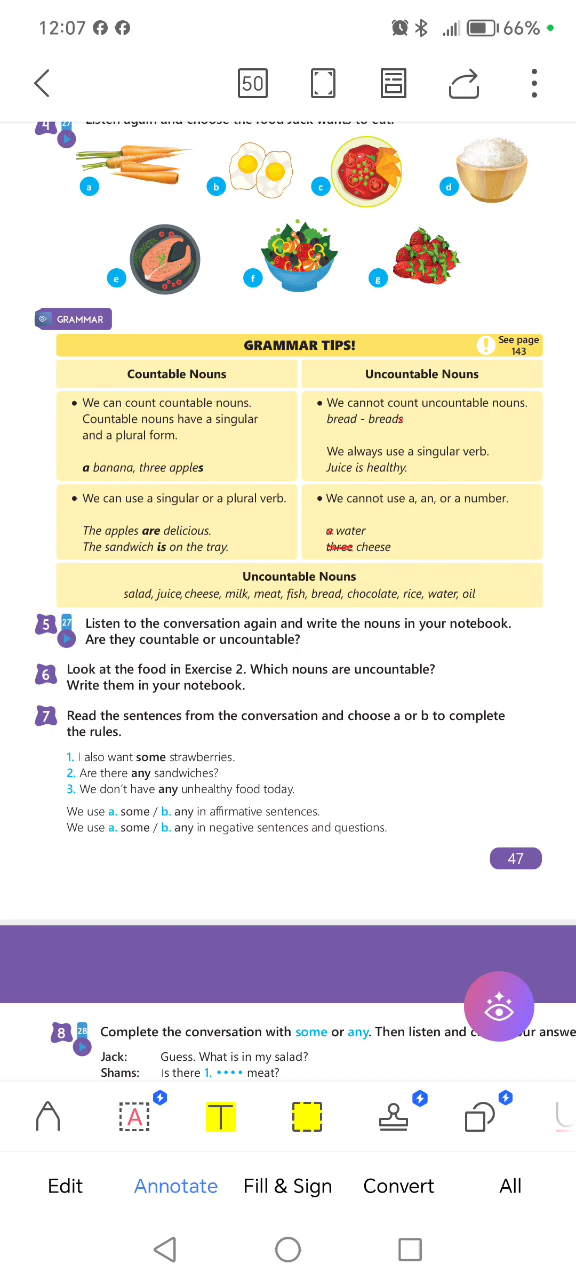 12:07
66%
50
4 27 Listen again and choose the food Jack wants to eat.
a
b
c
d
e
f
g
GRAMMAR
GRAMMAR TIPS!
! See page 143
Countable Nouns
Uncountable Nouns
• We can count countable nouns.
Countable nouns have a singular
and a plural form.
a banana, three apples
• We cannot count uncountable nouns.
bread - breads
We always use a singular verb.
Juice is healthy.
• We can use a singular or a plural verb.
The apples are delicious.
The sandwich is on the tray.
• We cannot use a, an, or a number.
a water
three cheese
Uncountable Nouns
salad, juice, cheese, milk, meat, fish, bread, chocolate, rice, water, oil
5 27 Listen to the conversation again and write the nouns in your notebook.
Are they countable or uncountable?
6 Look at the food in Exercise 2. Which nouns are uncountable?
Write them in your notebook.
7 Read the sentences from the conversation and choose a or b to complete
the rules.
1. I also want some strawberries.
2. Are there any sandwiches?
3. We don't have any unhealthy food today.
We use a. some / b. any in affirmative sentences.
We use a. some / b. any in negative sentences and questions.
47
8 28 Complete the conversation with some or any. Then listen and ur answe
Jack: Guess. What is in my salad?
Shams: Is there 1. •••• meat?
A
T
U
Edit
Annotate
Fill & Sign
Convert
All